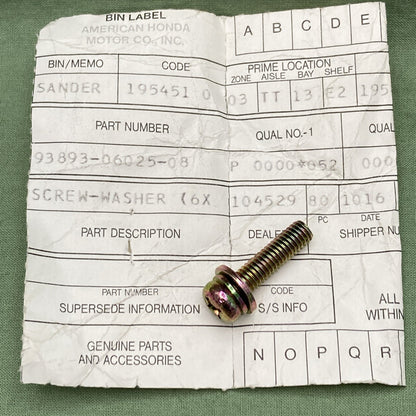 BIN LABEL
AMERICAN HONDA
MOTOR CO., INC.
A B C D E
BIN/MEMO CODE
PRIME LOCATION
ZONE AISLE BAY SHELF
SANDER 195451 0
03 TT 13 E2 195
PART NUMBER
QUAL NO.-1 QUAL
93893-06025-08
P 0000*052 000
SCREW-WASHER (6X
104529 80 1016
PART DESCRIPTION
DEALE PC DATE
SHIPPER NU
PART NUMBER CODE
SUPERSEDE INFORMATION S/S INFO
ALL
WITHIN
GENUINE PARTS
AND ACCESSORIES
N O P Q R